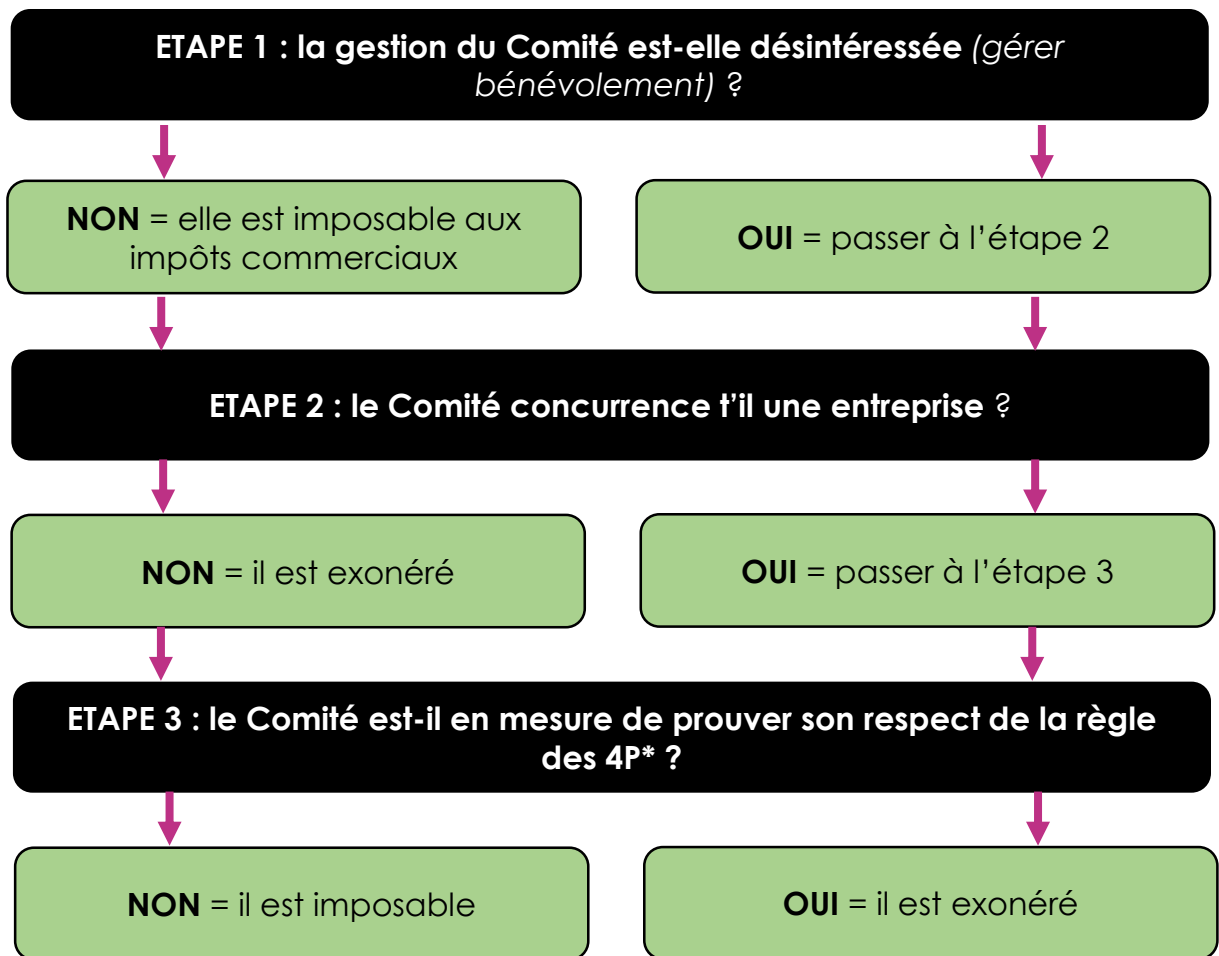 ETAPE 1 : la gestion du Comité est-elle désintéressée (gérer
bénévolement) ?
NON = elle est imposable aux
impôts commerciaux
OUI = passer à l'étape 2
ETAPE 2 : le Comité concurrence t'il une entreprise ?
NON = il est exonéré
OUI = passer à l'étape 3
ETAPE 3 : le Comité est-il en mesure de prouver son respect de la règle
des 4P* ?
NON = il est imposable
OUI = il est exonéré